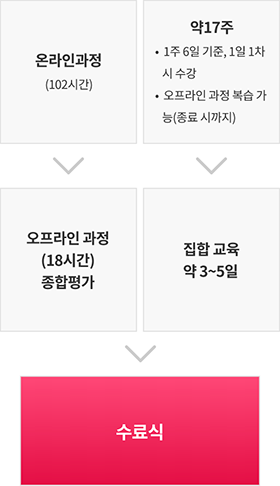 온라인과정
(102시간)
약17주
• 1주 6일 기준, 1일 1차
시 수강
• 오프라인 과정 복습 가
능(종료 시까지)
오프라인 과정
(18시간)
종합평가
집합 교육
약 3~5일
수료식